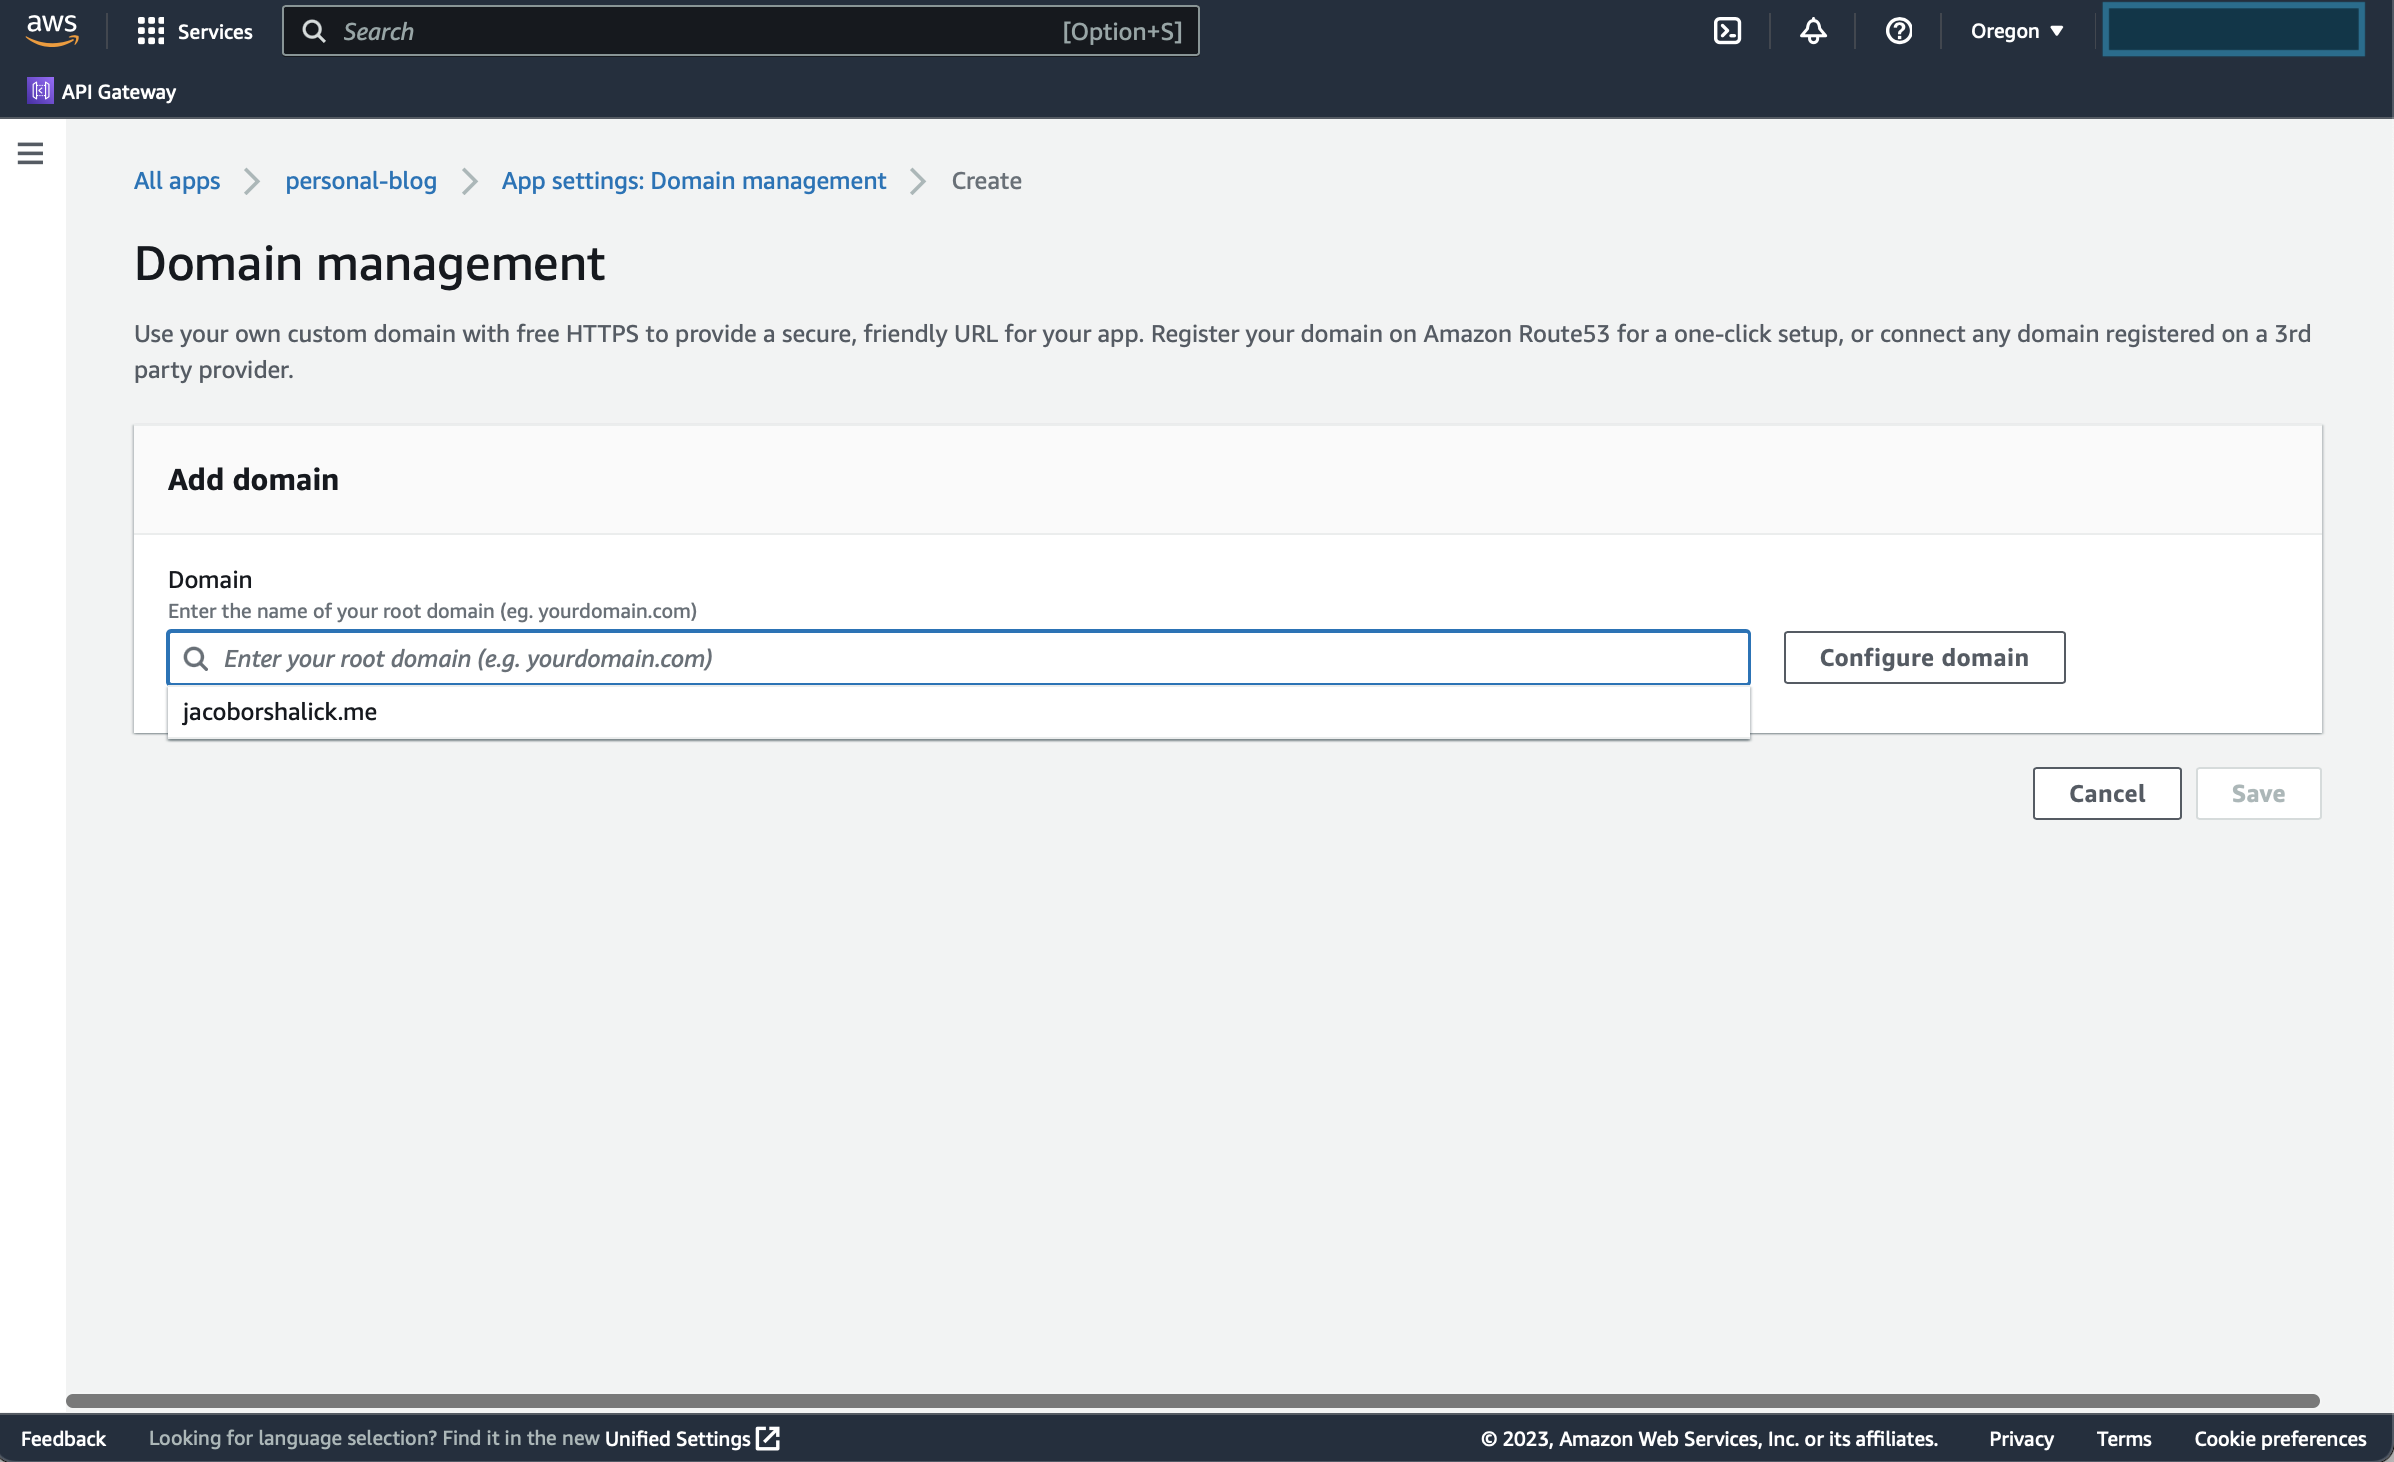 aws
Services
Search
[Option+S]
Oregon
API Gateway
All apps
personal-blog
App settings: Domain management
Create
Domain management
Use your own custom domain with free HTTPS to provide a secure, friendly URL for your app. Register your domain on Amazon Route53 for a one-click setup, or connect any domain registered on a 3rd
party provider.
Add domain
Domain
Enter the name of your root domain (eg. yourdomain.com)
Enter your root domain (e.g. yourdomain.com)
Configure domain
jacoborshalick.me
Cancel
Save
Feedback
Looking for language selection? Find it in the new Unified Settings
© 2023, Amazon Web Services, Inc. or its affiliates.
Privacy
Terms
Cookie preferences